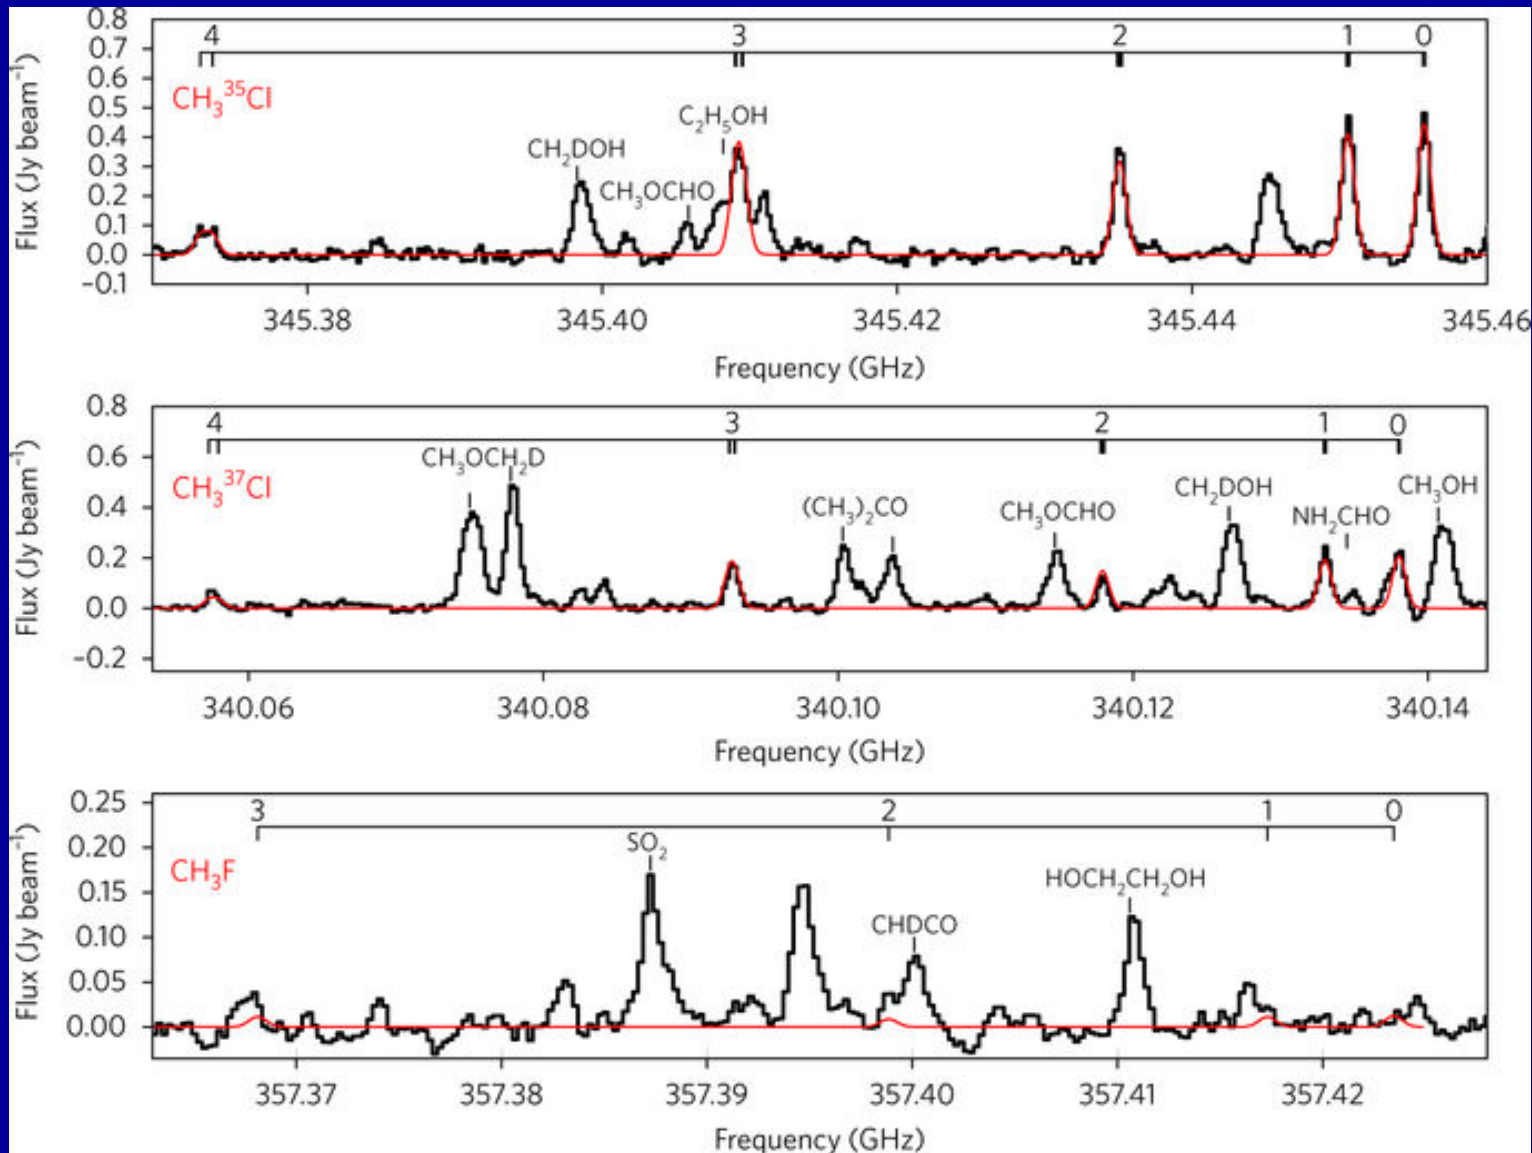 0.8
0.7
0.6
0.5
0.4
0.3
0.2
0.1
0.0
−0.1
Flux (Jy beam⁻¹)
4 3 2 1 0
CH₃³⁵Cl
CH₂DOH
CH₃OCHO
C₂H₅OH
345.38 345.40 345.42 345.44 345.46
Frequency (GHz)
0.8
0.6
0.4
0.2
0.0
−0.2
Flux (Jy beam⁻¹)
4 3 2 1 0
CH₃³⁷Cl
CH₃OCH₂D
(CH₃)₂CO
CH₃OCHO
CH₂DOH
NH₂CHO
CH₃OH
340.06 340.08 340.10 340.12 340.14
Frequency (GHz)
0.25
0.20
0.15
0.10
0.05
0.00
Flux (Jy beam⁻¹)
3 2 1 0
CH₃F
SO₂
CHDCO
HOCH₂CH₂OH
357.37 357.38 357.39 357.40 357.41 357.42
Frequency (GHz)